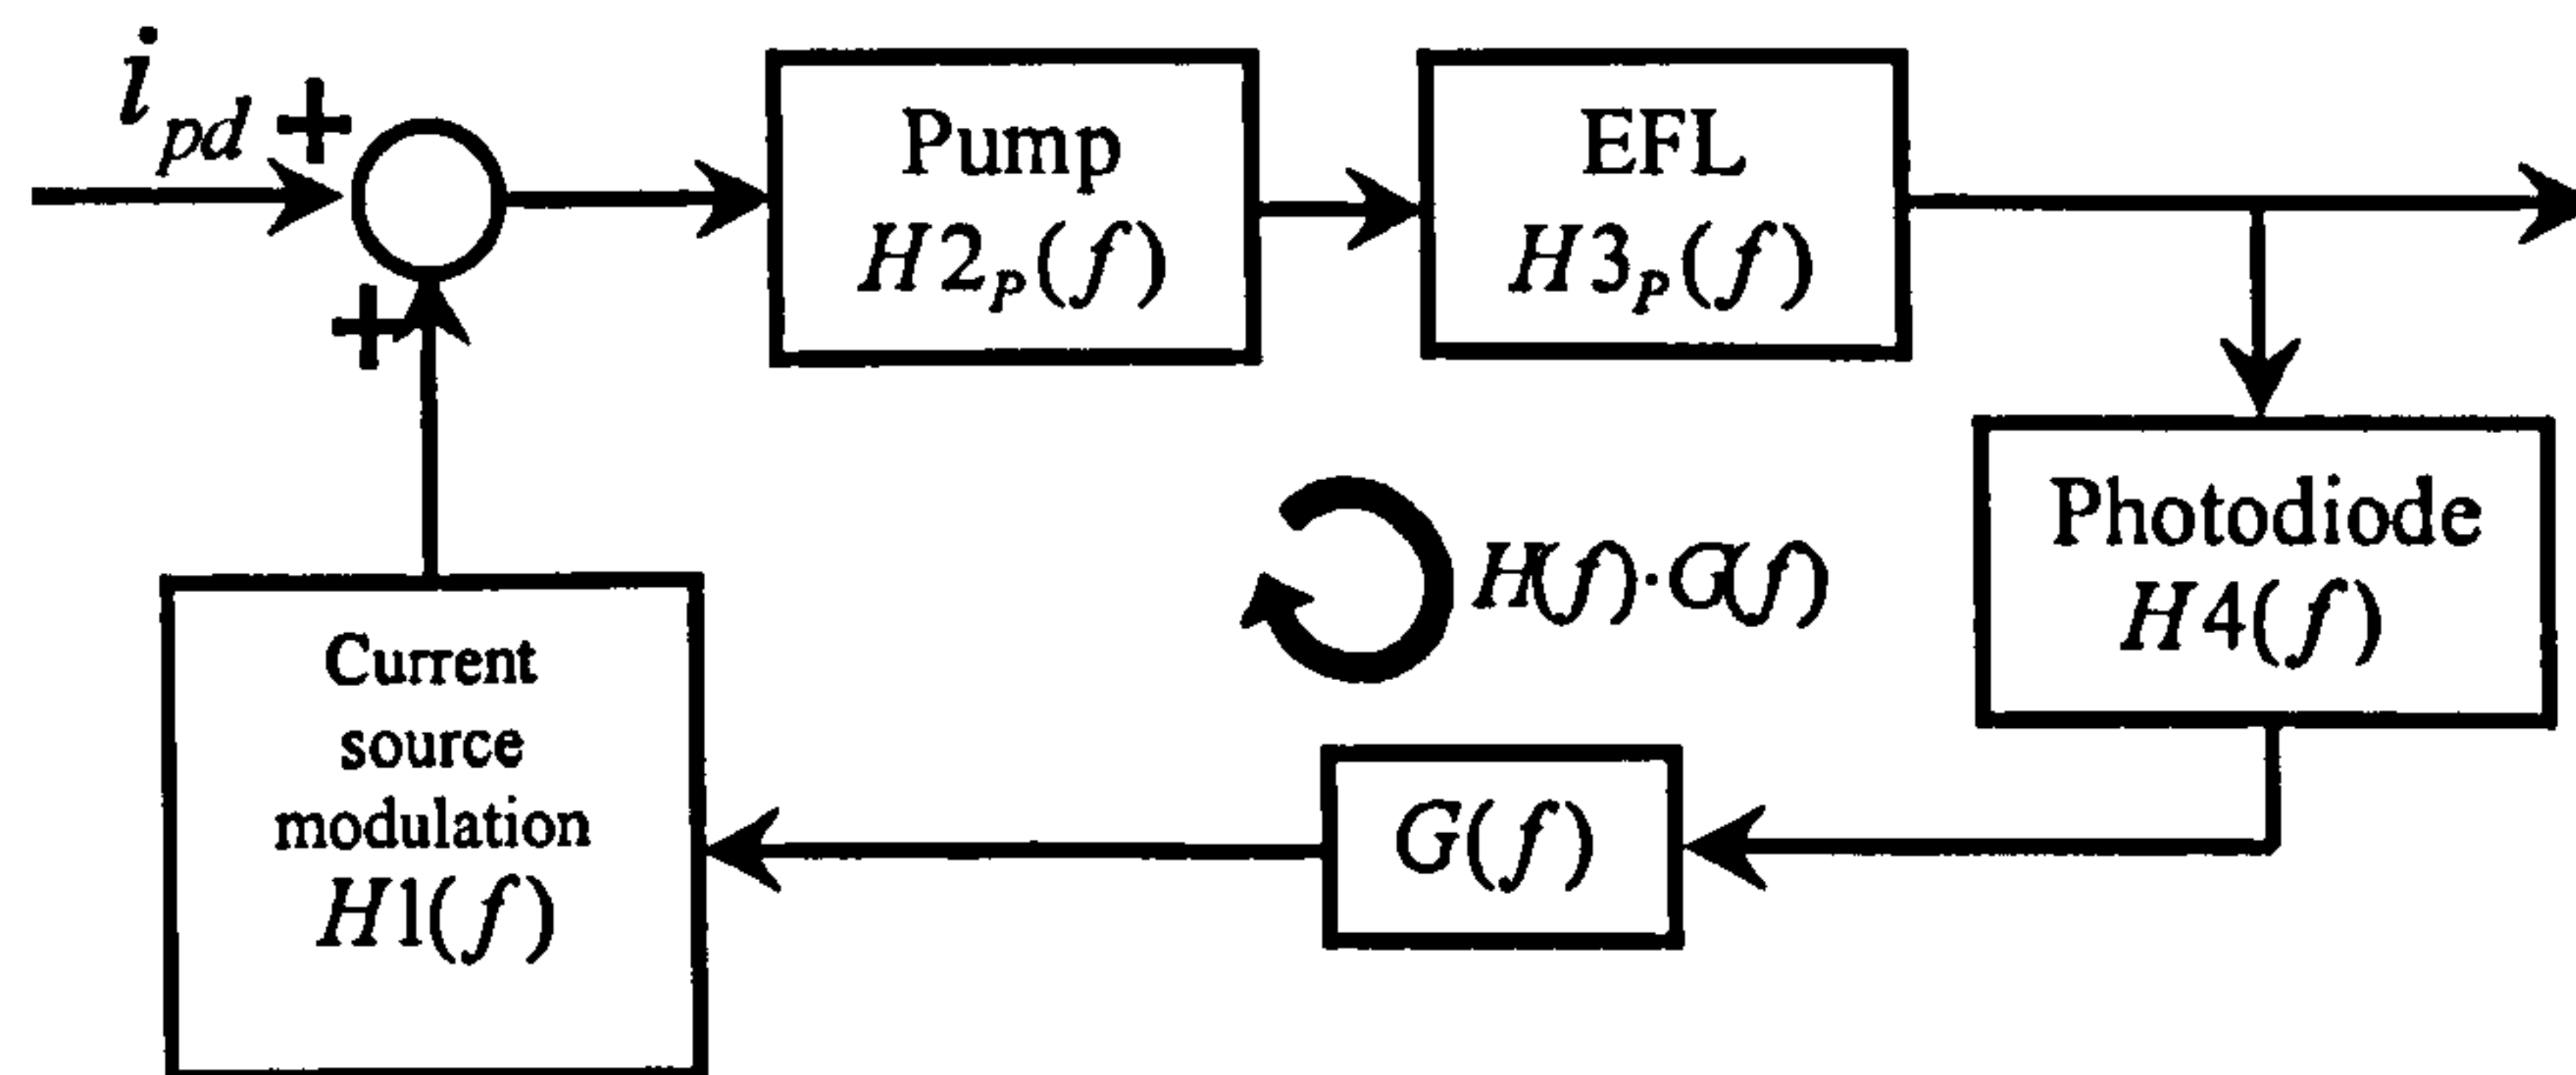 i_pd +
+
Pump
H2_P(f)
EFL
H3_P(f)
Photodiode
H4(f)
H(f)·G(f)
G(f)
Current
source
modulation
H1(f)